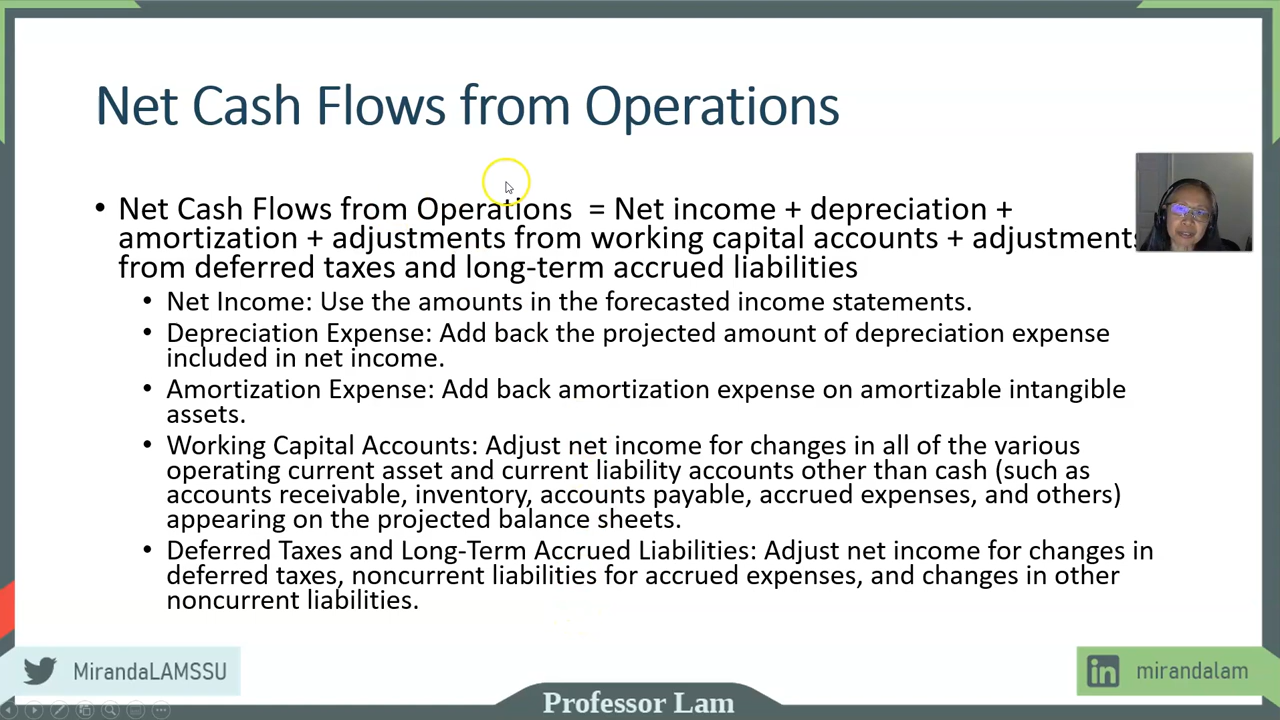 Net Cash Flows from Operations
• Net Cash Flows from Operations = Net income + depreciation +
amortization + adjustments from working capital accounts + adjustments
from deferred taxes and long-term accrued liabilities
• Net Income: Use the amounts in the forecasted income statements.
• Depreciation Expense: Add back the projected amount of depreciation expense
included in net income.
• Amortization Expense: Add back amortization expense on amortizable intangible
assets.
• Working Capital Accounts: Adjust net income for changes in all of the various
operating current asset and current liability accounts other than cash (such as
accounts receivable, inventory, accounts payable, accrued expenses, and others)
appearing on the projected balance sheets.
• Deferred Taxes and Long-Term Accrued Liabilities: Adjust net income for changes in
deferred taxes, noncurrent liabilities for accrued expenses, and changes in other
noncurrent liabilities.
MirandaLAMSSU
Professor Lam
in mirandalam